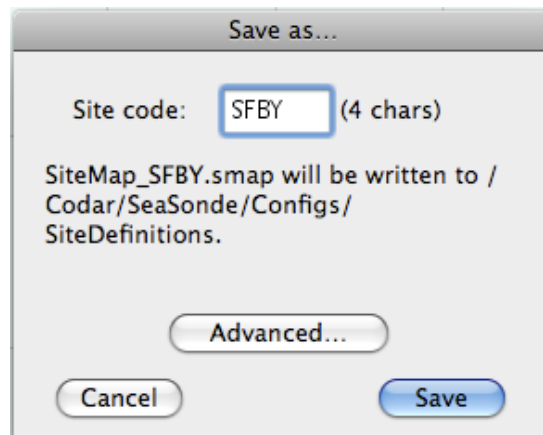 Save as...
Site code: SFBY (4 chars)
SiteMap_SFBY.smap will be written to /
Codar/SeaSonde/Configs/
SiteDefinitions.
Advanced...
Cancel Save